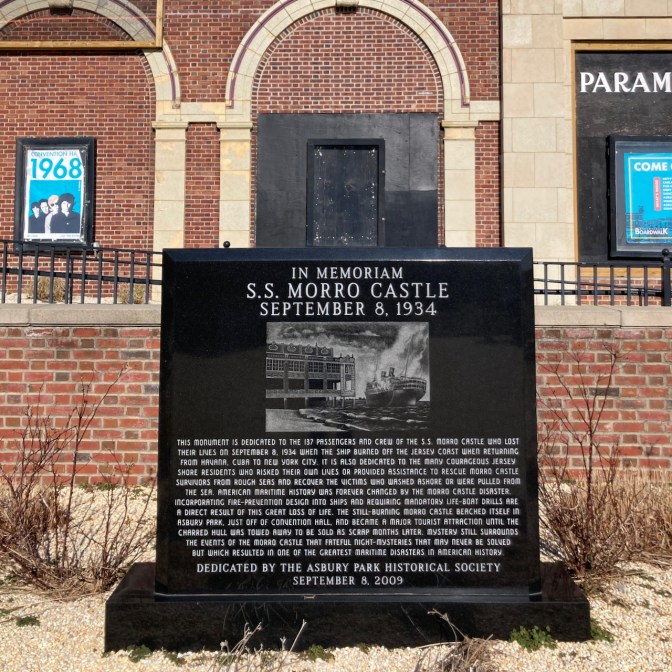 CONVENTION HALL
1968
PARAM
COME
BOARDWALK
IN MEMORIAM
S.S. MORRO CASTLE
SEPTEMBER 8, 1934
THIS MONUMENT IS DEDICATED TO THE 137 PASSENGERS AND CREW OF THE S.S. MORRO CASTLE WHO LOST
THEIR LIVES ON SEPTEMBER 8, 1934 WHEN THE SHIP BURNED OFF THE JERSEY COAST WHEN RETURNING
FROM HAVANA, CUBA TO NEW YORK CITY. IT IS ALSO DEDICATED TO THE MANY COURAGEOUS JERSEY
SHORE RESIDENTS WHO RISKED THEIR OWN LIVES OR PROVIDED ASSISTANCE TO RESCUE MORRO CASTLE
SURVIVORS FROM ROUGH SEAS AND RECOVER THE VICTIMS WHO WASHED ASHORE OR WERE PULLED FROM
THE SEA. AMERICAN MARITIME HISTORY WAS FOREVER CHANGED BY THE MORRO CASTLE DISASTER:
INCORPORATING FIRE-PREVENTION DESIGN INTO SHIPS AND REQUIRING MANDATORY LIFE-BOAT DRILLS ARE
A DIRECT RESULT OF THIS GREAT LOSS OF LIFE. THE STILL-BURNING MORRO CASTLE BEACHED ITSELF IN
ASBURY PARK, JUST OFF OF CONVENTION HALL, AND BECAME A MAJOR TOURIST ATTRACTION UNTIL THE
CHARRED HULL WAS TOWED AWAY TO BE SOLD AS SCRAP MONTHS LATER. MYSTERY STILL SURROUNDS
THE EVENTS OF THE MORRO CASTLE THAT FATEFUL NIGHT-MYSTERIES THAT MAY NEVER BE SOLVED
BUT WHICH RESULTED IN ONE OF THE GREATEST MARITIME DISASTERS IN AMERICAN HISTORY.
DEDICATED BY THE ASBURY PARK HISTORICAL SOCIETY
SEPTEMBER 8, 2009